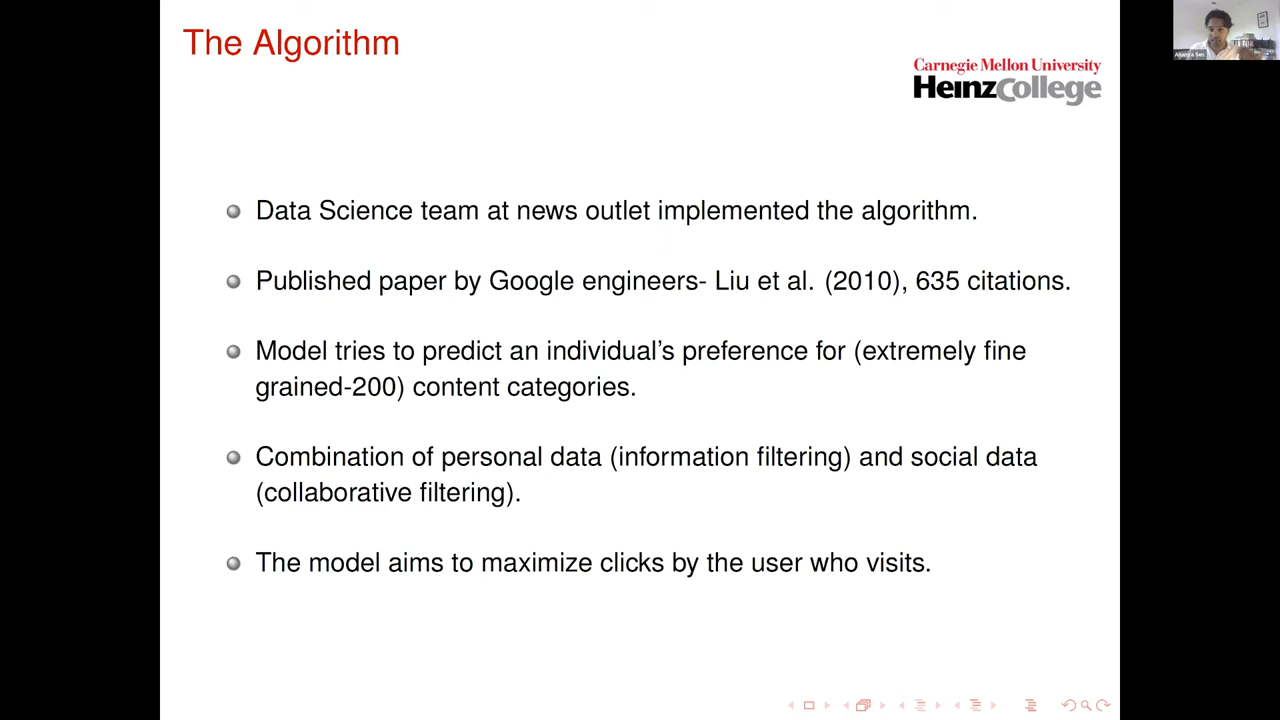 The Algorithm
Carnegie Mellon University
HeinzCollege
Data Science team at news outlet implemented the algorithm.
Published paper by Google engineers- Liu et al. (2010), 635 citations.
Model tries to predict an individual's preference for (extremely fine
grained-200) content categories.
Combination of personal data (information filtering) and social data
(collaborative filtering).
The model aims to maximize clicks by the user who visits.